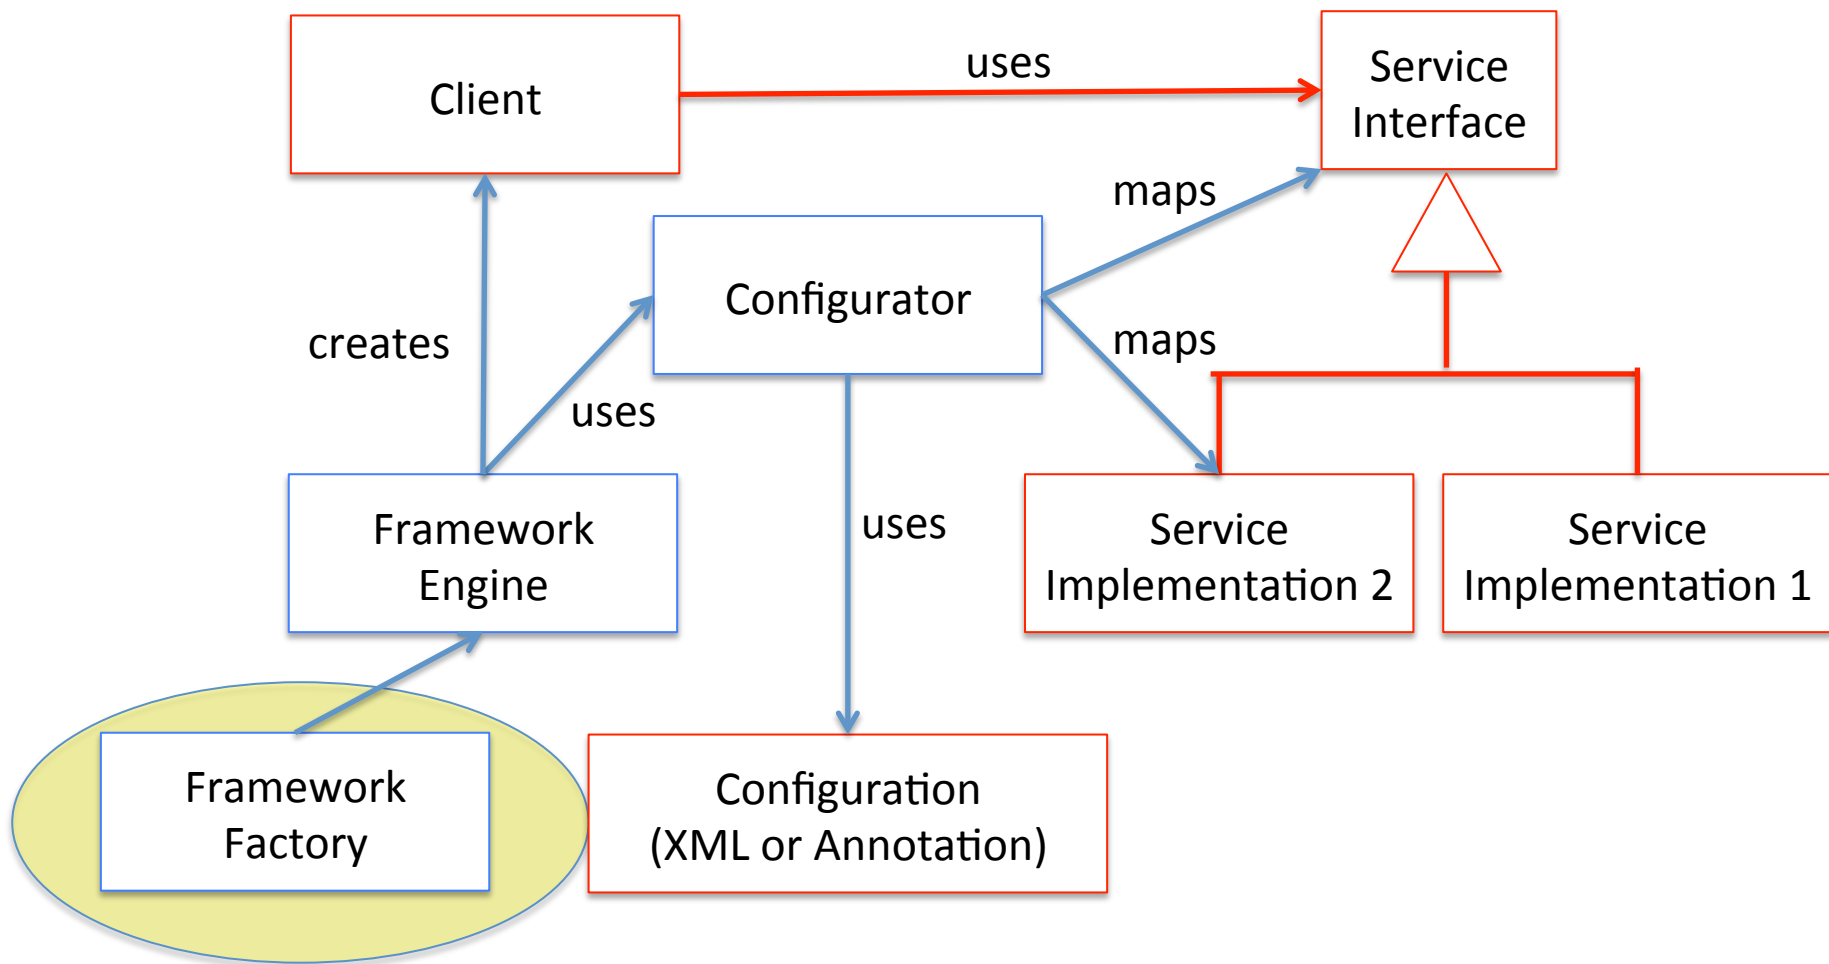 Client
uses
Service
Interface
maps
Configurator
creates
maps
uses
Framework
Engine
uses
Service
Implementation 2
Service
Implementation 1
Framework
Factory
Configuration
(XML or Annotation)